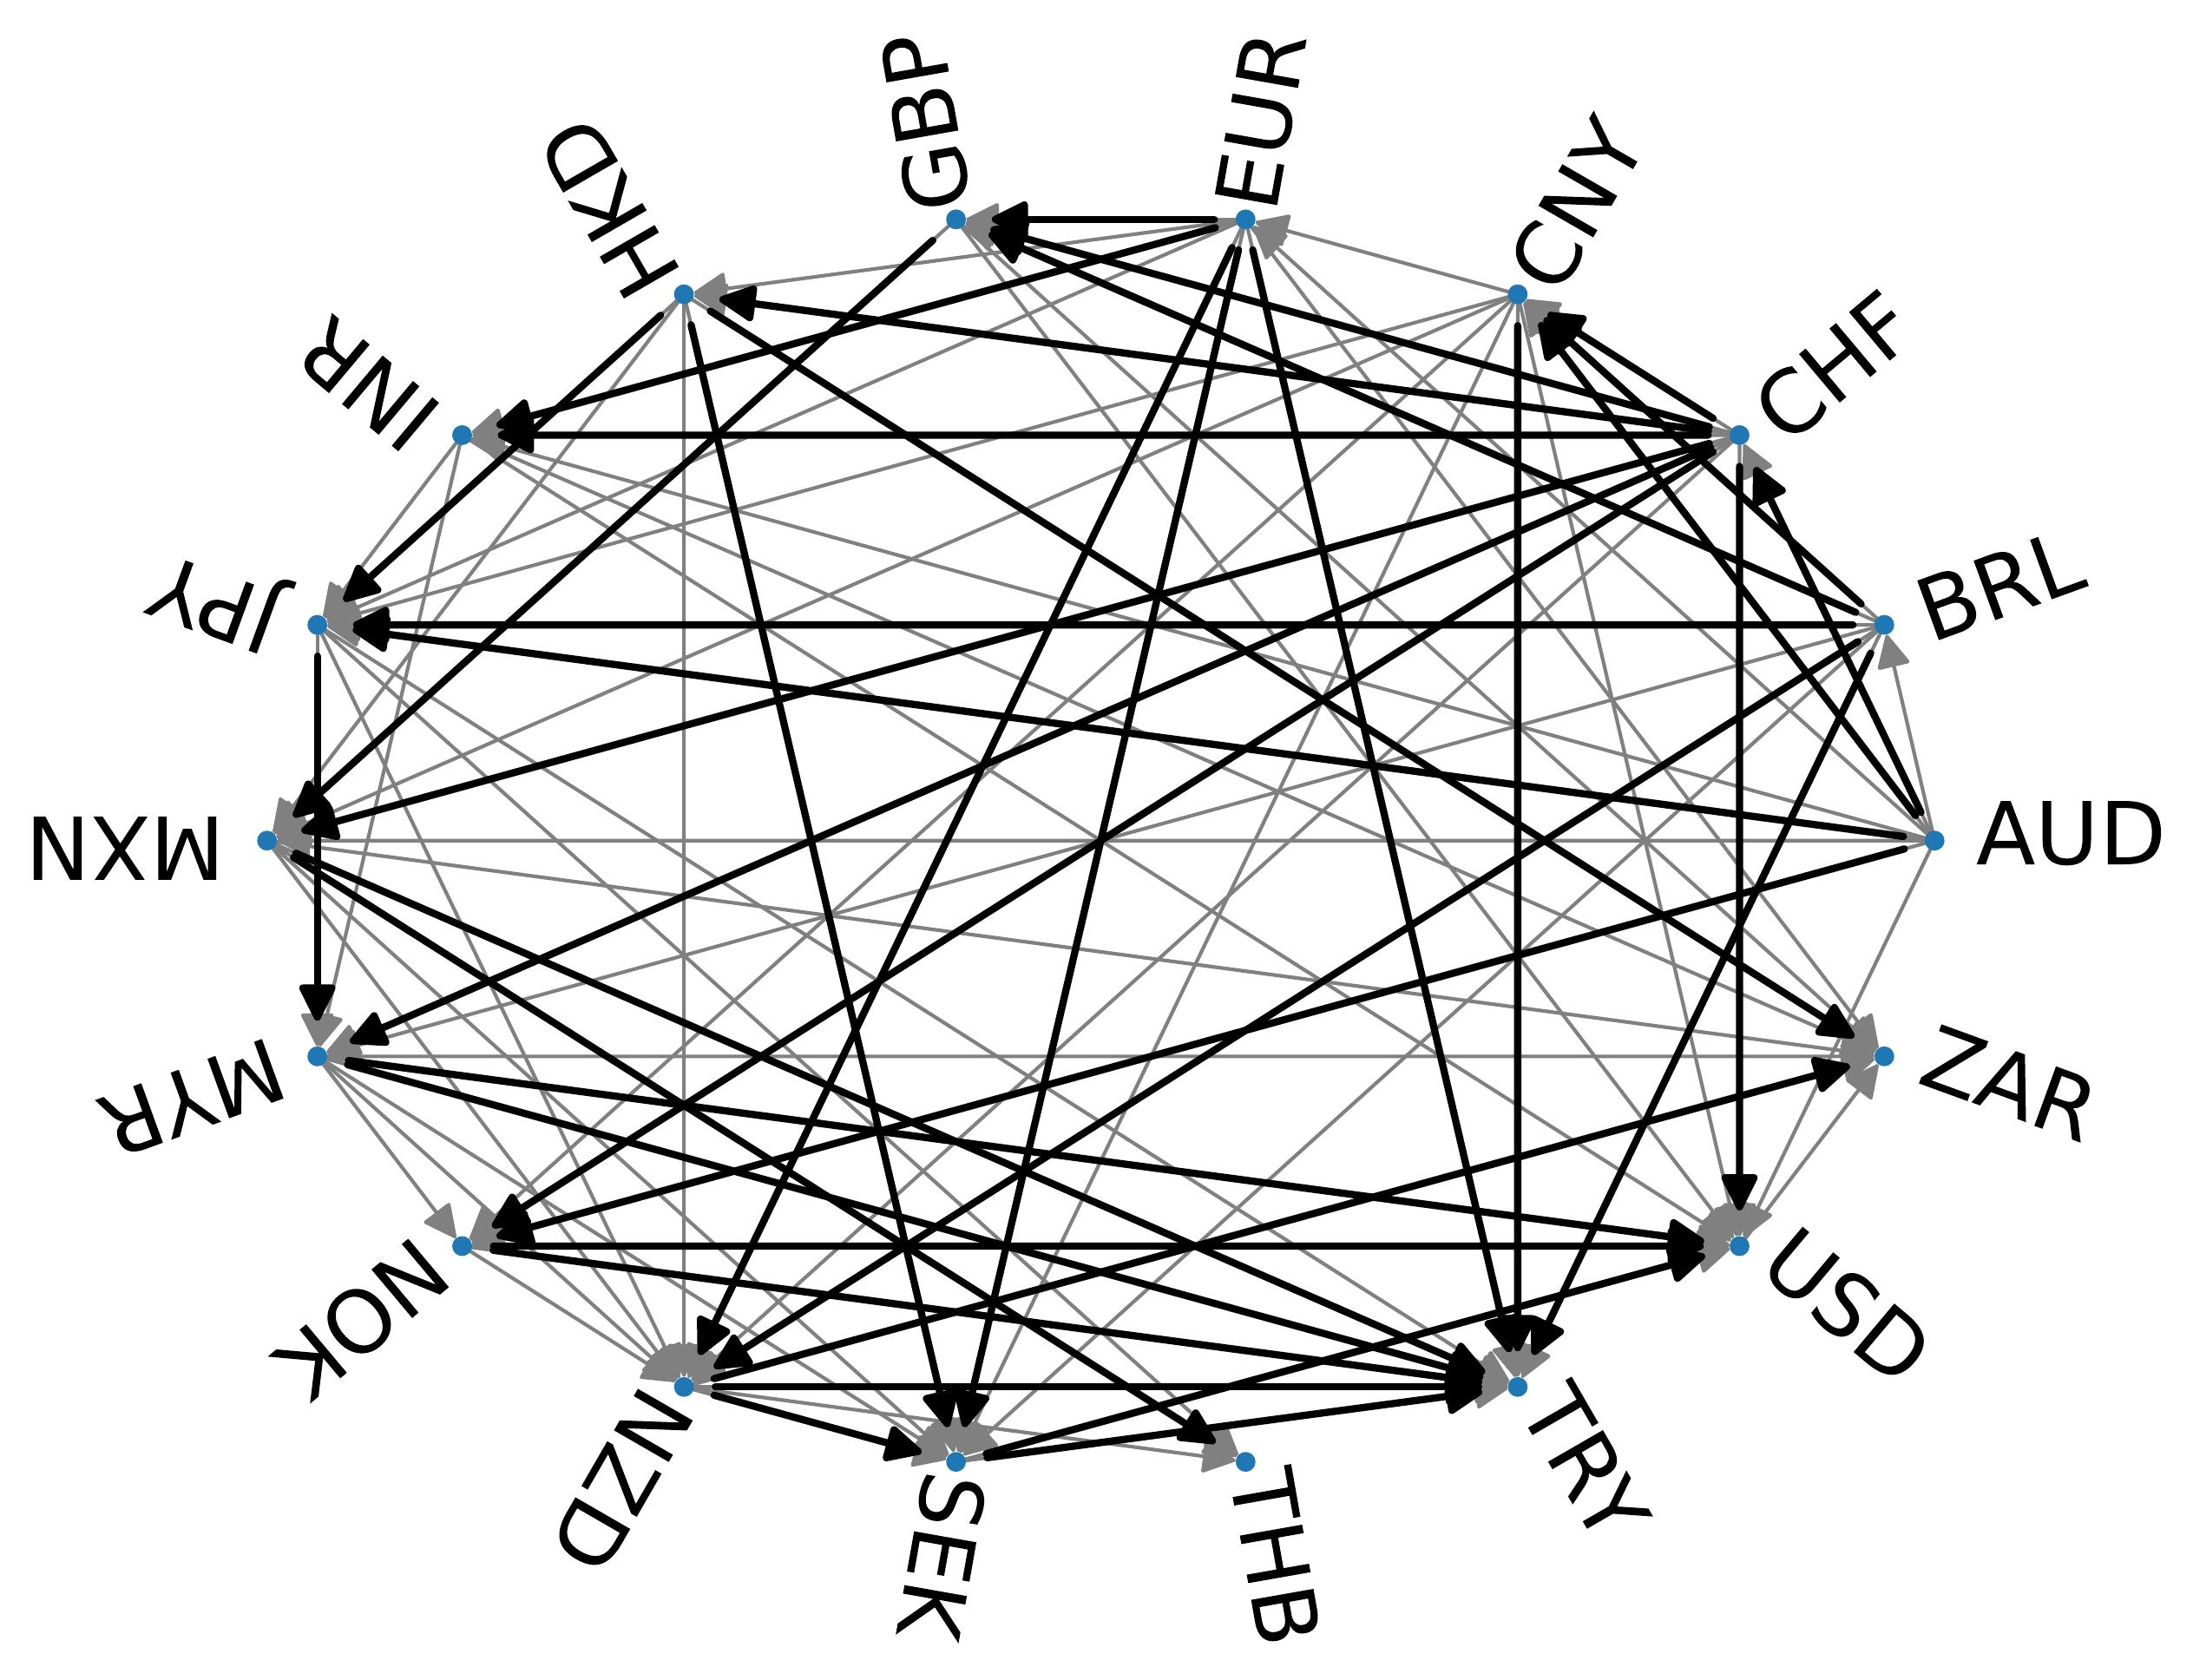 GBP
EUR
CNY
HKD
CHF
INR
BRL
JPY
AUD
MXN
ZAR
MYR
USD
NOK
TRY
NZD
SEK
THB